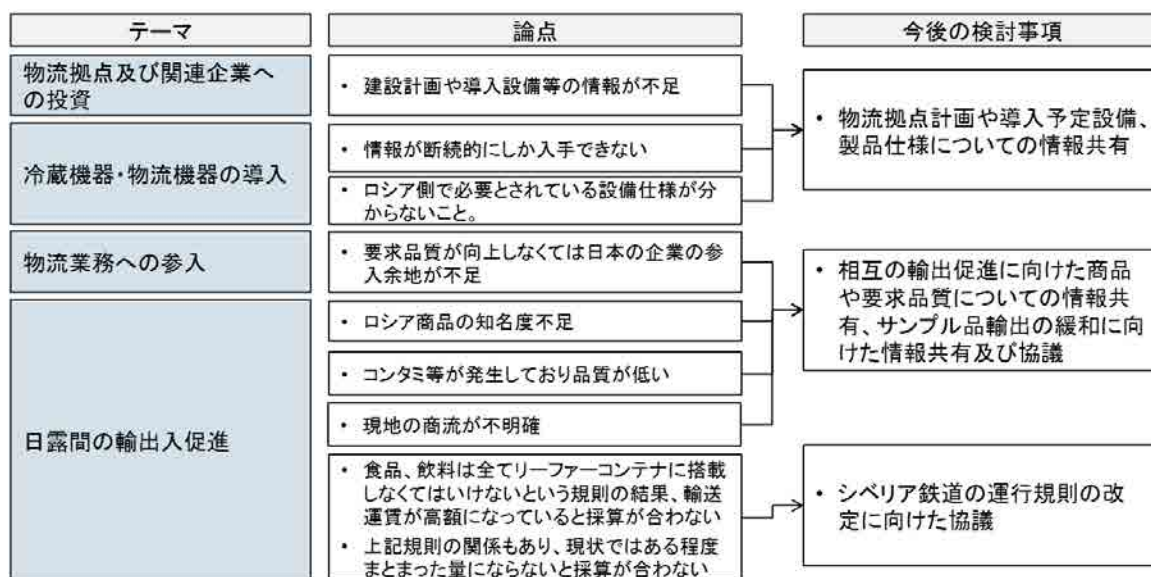 テーマ
論点
今後の検討事項
物流拠点及び関連企業へ
の投資
• 建設計画や導入設備等の情報が不足
• 物流拠点計画や導入予定設備、
製品仕様についての情報共有
冷蔵機器・物流機器の導入
• 情報が断続的にしか入手できない
• ロシア側で必要とされている設備仕様が分
からないこと。
物流業務への参入
• 要求品質が向上しなくては日本の企業の参
入余地が不足
• 相互の輸出促進に向けた商品
や要求品質についての情報共
有、サンプル品輸出の緩和に向
けた情報共有及び協議
日露間の輸出入促進
• ロシア商品の知名度不足
• コンタミ等が発生しており品質が低い
• 現地の商流が不明確
• 食品、飲料は全てリーファーコンテナに搭載
しなくてはいけないという規則の結果、輸送
運賃が高額になっていると採算が合わない
• 上記規則の関係もあり、現状ではある程度
まとまった量にならないと採算が合わない
• シベリア鉄道の運行規則の改
定に向けた協議